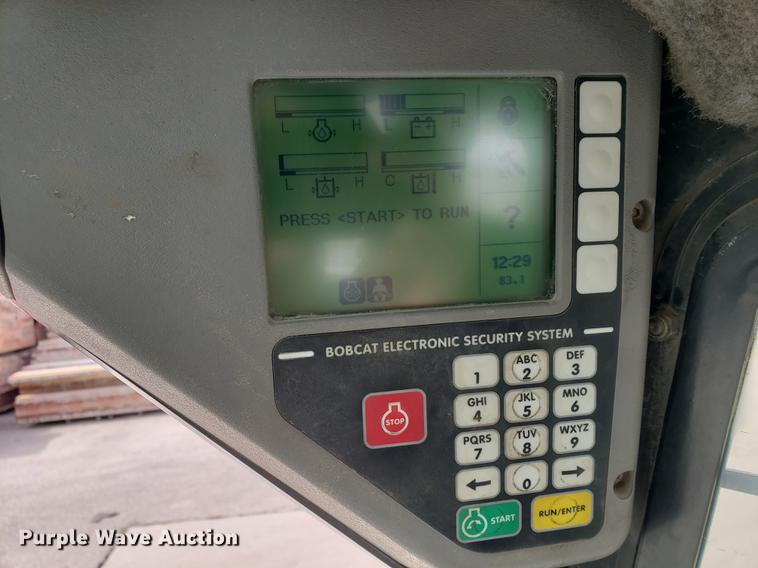 L H L H
L H C H
PRESS <START> TO RUN
?
12:29
83.1
BOBCAT ELECTRONIC SECURITY SYSTEM
1 ABC 2 DEF 3
GHI 4 JKL 5 MNO 6
STOP
PQRS 7 TUV 8 WXYZ 9
0
START RUN/ENTER
Purple Wave Auction